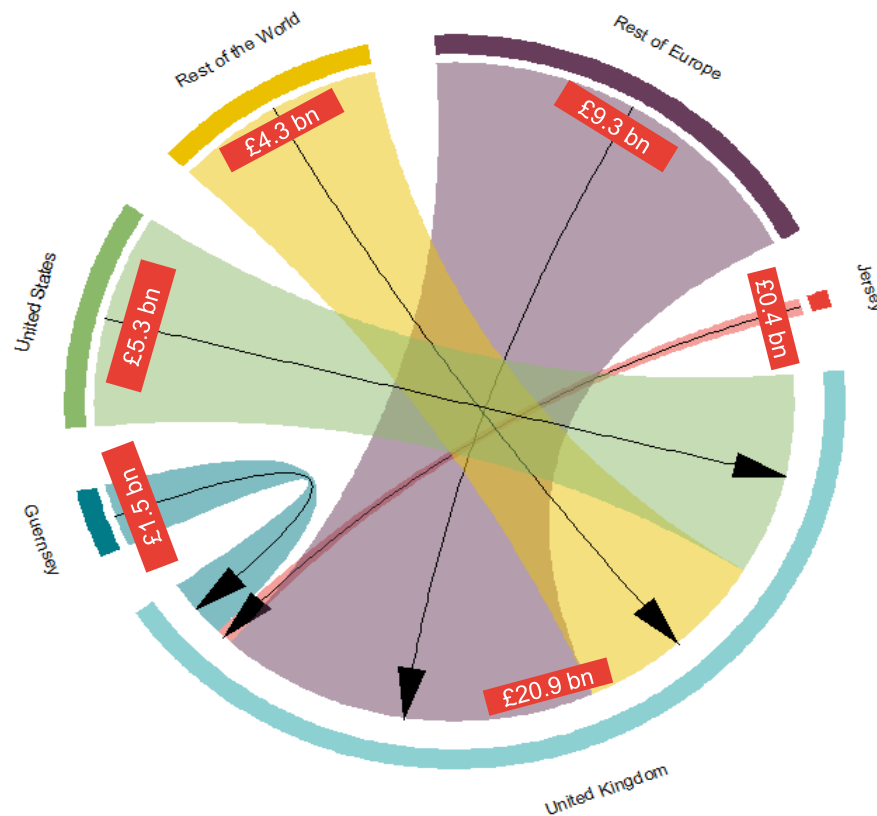 Rest of the World
Rest of Europe
£4.3 bn
£9.3 bn
United States
£5.3 bn
Jersey
£0.4 bn
Guernsey
£1.5 bn
£20.9 bn
United Kingdom